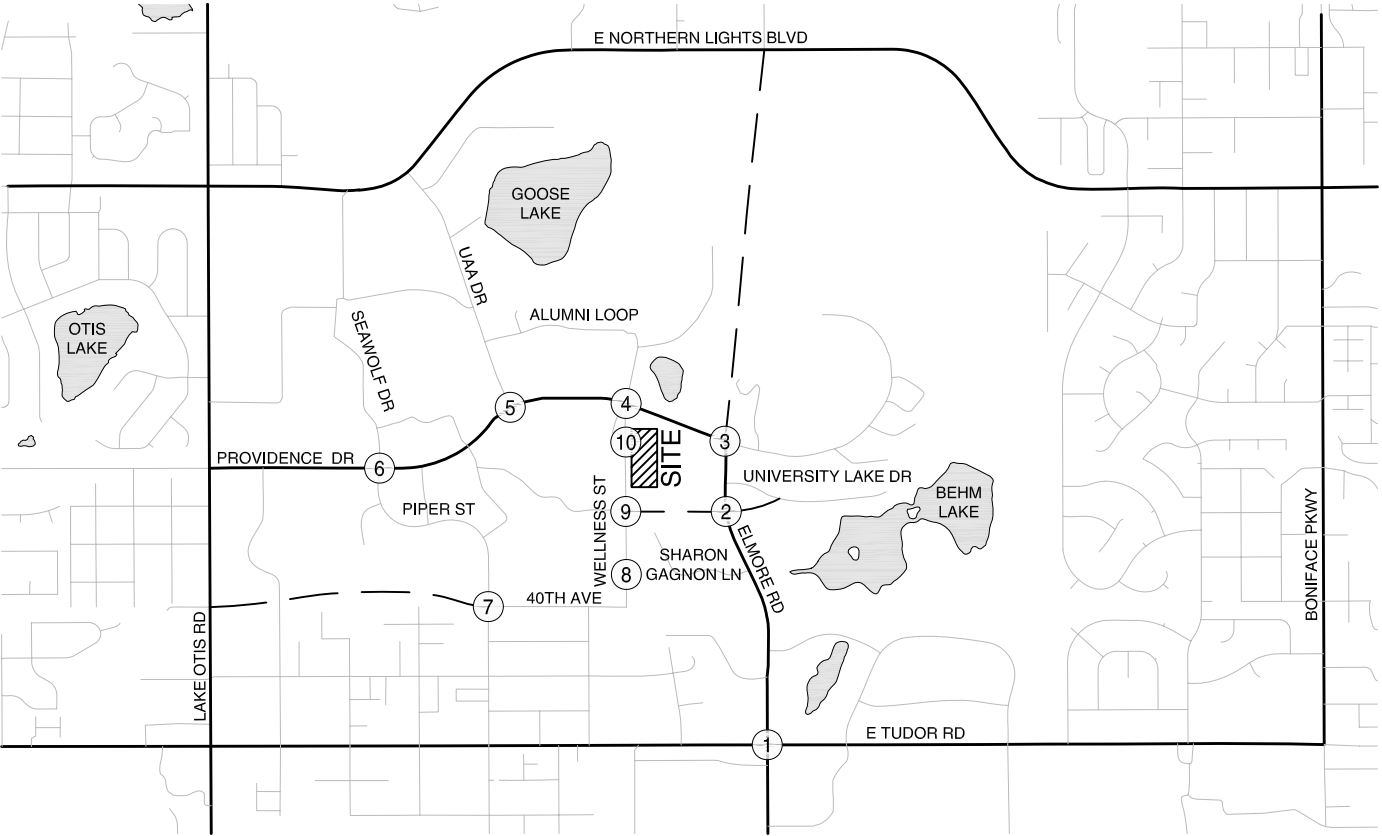 E NORTHERN LIGHTS BLVD
GOOSE
LAKE
UAA DR
ALUMNI LOOP
OTIS
LAKE
SEAWOLF DR
5
4
10
SITE
3
PROVIDENCE DR
6
UNIVERSITY LAKE DR
BEHM
LAKE
PIPER ST
WELLNESS ST
9
2
ELMORE RD
SHARON
GAGNON LN
8
40TH AVE
7
BONIFACE PKWY
LAKE OTIS RD
E TUDOR RD
1